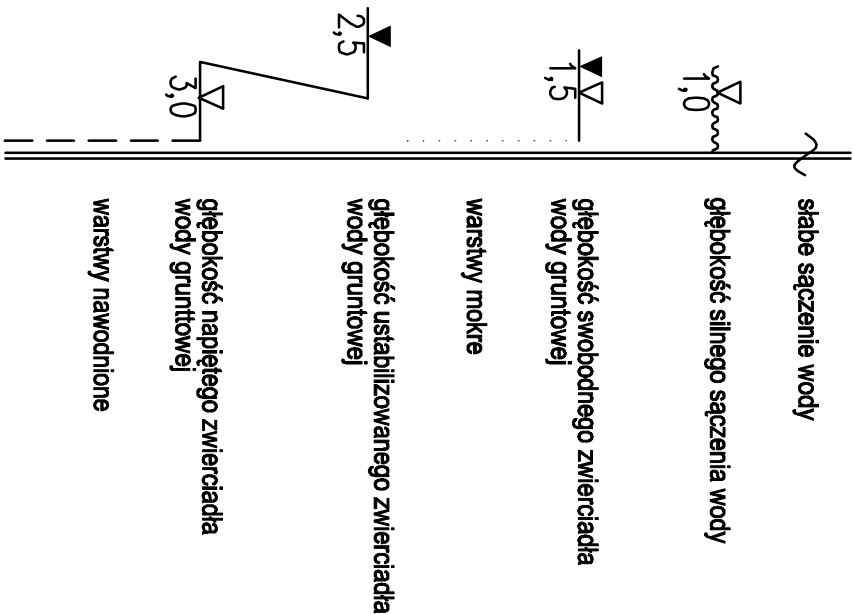 słabe sączenie wody
1,0
głębokość silnego sączenia wody
1,5
głębokość swobodnego zwierciadła
wody gruntowej
warstwy mokre
2,5
głębokość ustabilizowanego zwierciadła
wody gruntowej
3,0
głębokość napiętego zwierciadła
wody grunttowej
warstwy nawodnione